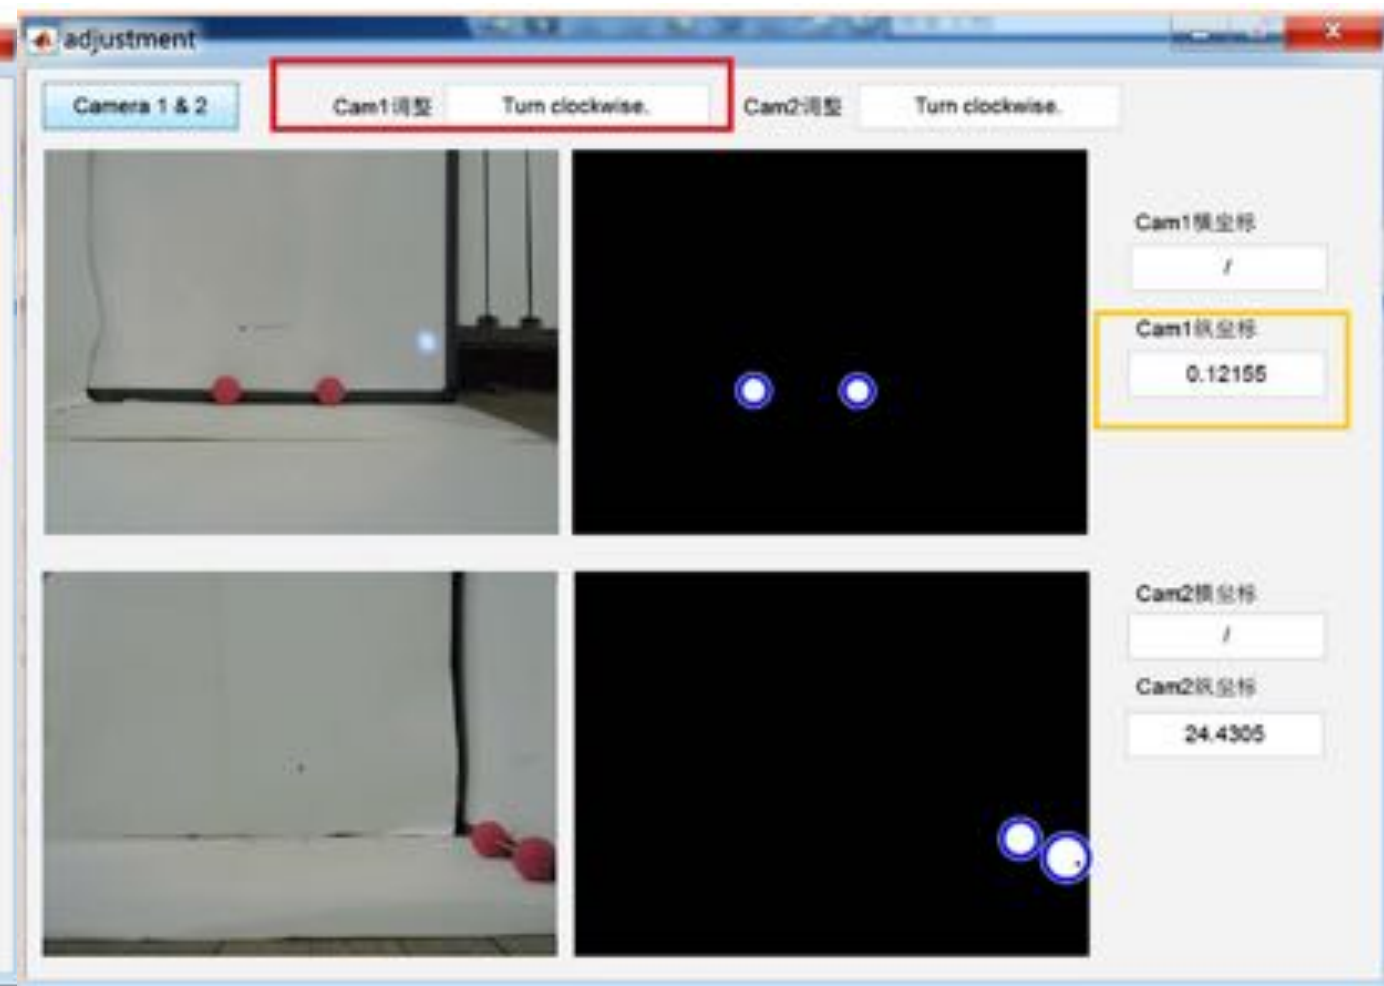 adjustment
Camera 1 & 2
Cam1调整
Turn clockwise.
Cam2调整
Turn clockwise.
Cam1横坐标
/
Cam1纵坐标
0.12155
Cam2横坐标
/
Cam2纵坐标
24.4305